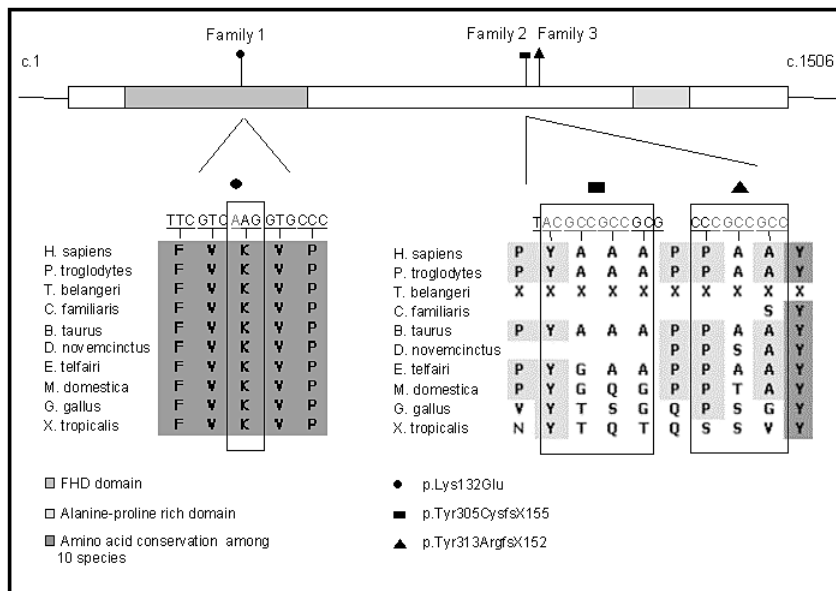 Family 1
Family 2 Family 3
c.1 c.1506
TTC GTC AAG GTG CCC
TACGCCGCCGCG CCCGCCGCC
H. sapiens F V K V P
P. troglodytes F V K V P
T. belangeri F V K V P
C. familiaris F V K V P
B. taurus F V K V P
D. novemcinctus F V K V P
E. telfairi F V K V P
M. domestica F V K V P
G. gallus F V K V P
X. tropicalis F V K V P
H. sapiens P Y A A A P P A A Y
P. troglodytes P Y A A A P P A A Y
T. belangeri X X X X X X X X X X
C. familiaris S Y
B. taurus P Y A A A P P A A
D. novemcinctus P P S A
E. telfairi P Y G A A P P A A
M. domestica P Y G Q G P P T A
G. gallus V Y T S G Q P S G
X. tropicalis N Y T Q T Q S S V Y
FHD domain
Alanine-proline rich domain
Amino acid conservation among
10 species
p.Lys132Glu
p.Tyr305CysfsX155
p.Tyr313ArgfsX152